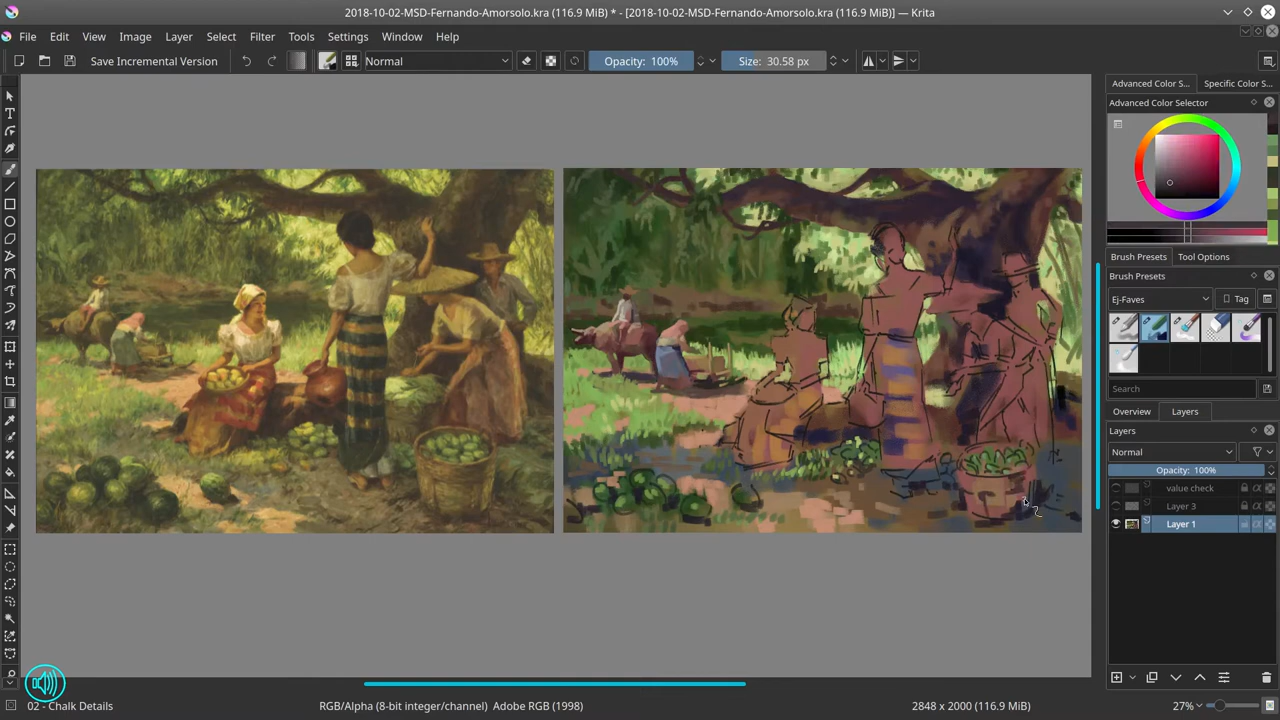 2018-10-02-MSD-Fernando-Amorsolo.kra (116.9 MiB) * - [2018-10-02-MSD-Fernando-Amorsolo.kra (116.9 MiB)] — Krita
File Edit View Image Layer Select Filter Tools Settings Window Help
Save Incremental Version Normal Opacity: 100% Size: 30.58 px
Advanced Color S... Specific Color S...
Advanced Color Selector
Brush Presets Tool Options
Brush Presets
Ej-Faves Tag
Search
Overview Layers
Layers
Normal
Opacity: 100%
value check
Layer 3
Layer 1
02 - Chalk Details RGB/Alpha (8-bit integer/channel) Adobe RGB (1998) 2848 x 2000 (116.9 MiB) 27%